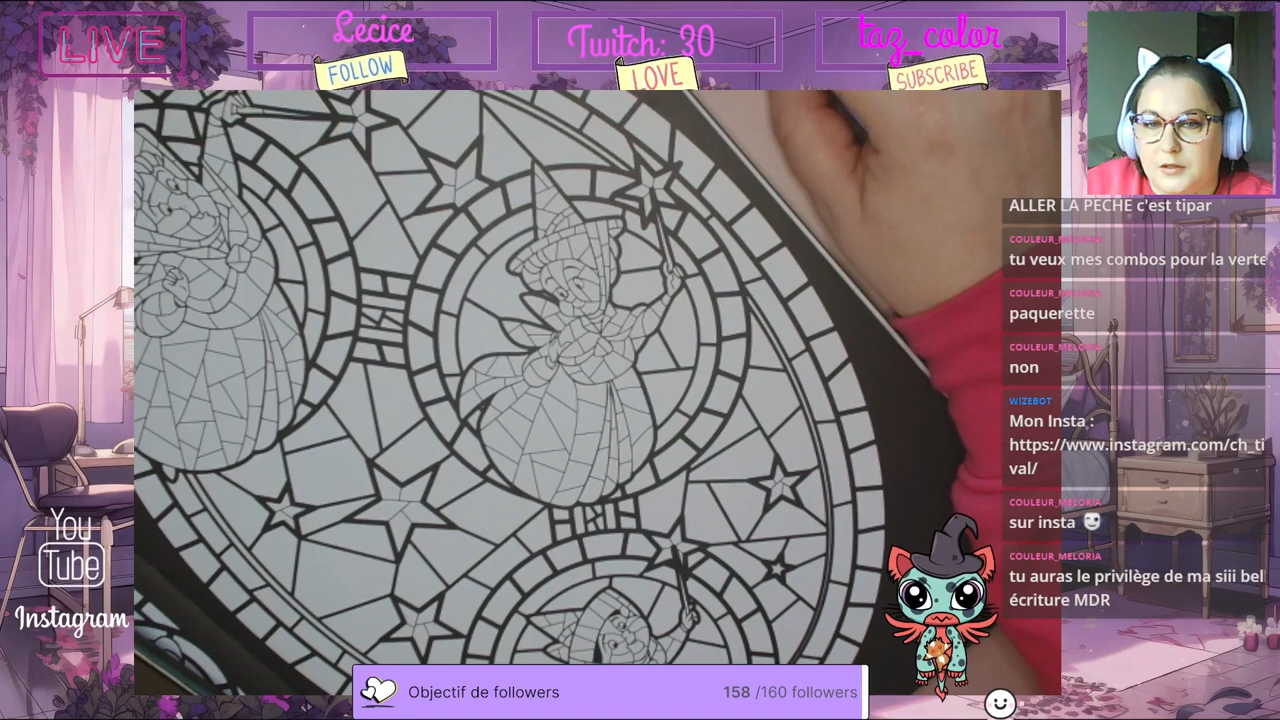 LIVE
Lecice
FOLLOW
Twitch: 30
LOVE
taz_color
SUBSCRIBE
ALLER LA PECHE c'est tipar
COULEUR_MELORIA
tu veux mes combos pour la verte
COULEUR_MELORIA
paquerette
COULEUR_MELORIA
non
WIZEBOT
Mon Insta :
https://www.instagram.com/ch_ti
val/
COULEUR_MELORIA
sur insta
COULEUR_MELORIA
tu auras le privilège de ma siii bel
écriture MDR
You
Tube
Instagram
Objectif de followers
158 /160 followers